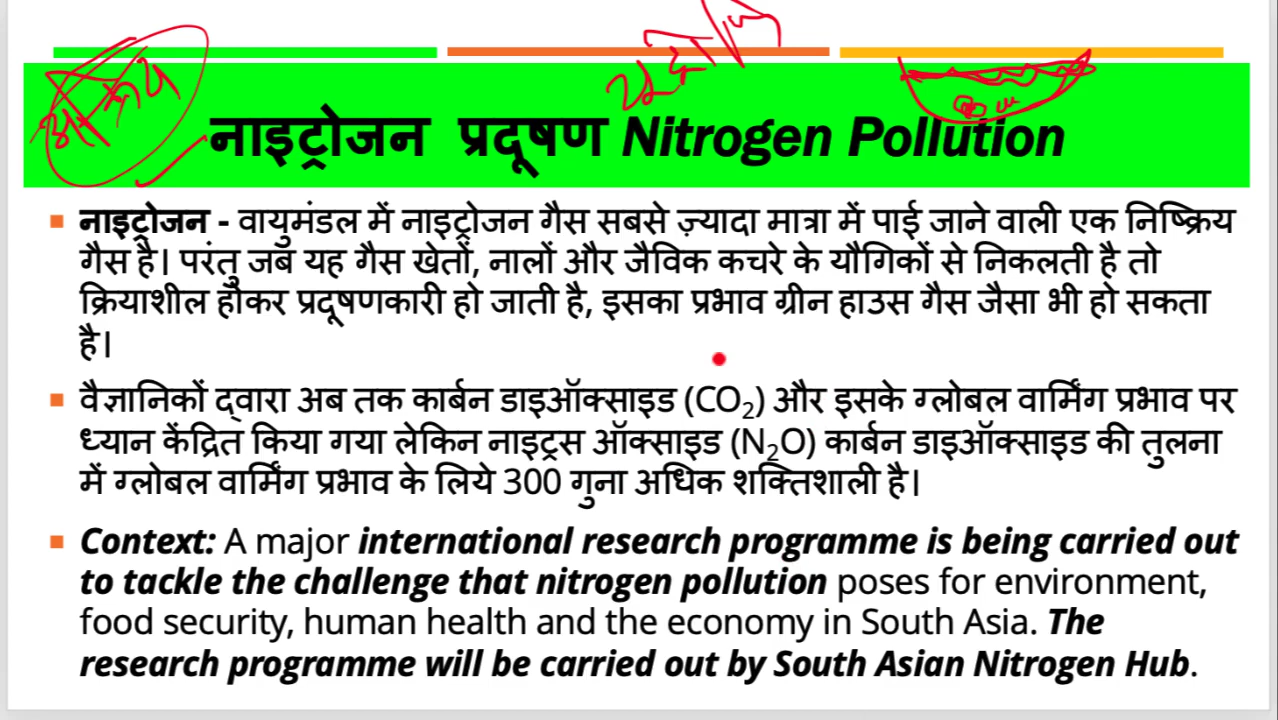 नाइट्रोजन प्रदूषण Nitrogen Pollution
नाइट्रोजन - वायुमंडल में नाइट्रोजन गैस सबसे ज़्यादा मात्रा में पाई जाने वाली एक निष्क्रिय
गैस है। परंतु जब यह गैस खेतों, नालों और जैविक कचरे के यौगिकों से निकलती है तो
क्रियाशील होकर प्रदूषणकारी हो जाती है, इसका प्रभाव ग्रीन हाउस गैस जैसा भी हो सकता
है।
वैज्ञानिकों द्वारा अब तक कार्बन डाइऑक्साइड (CO₂) और इसके ग्लोबल वार्मिंग प्रभाव पर
ध्यान केंद्रित किया गया लेकिन नाइट्रस ऑक्साइड (N₂O) कार्बन डाइऑक्साइड की तुलना
में ग्लोबल वार्मिंग प्रभाव के लिये 300 गुना अधिक शक्तिशाली है।
Context: A major international research programme is being carried out
to tackle the challenge that nitrogen pollution poses for environment,
food security, human health and the economy in South Asia. The
research programme will be carried out by South Asian Nitrogen Hub.